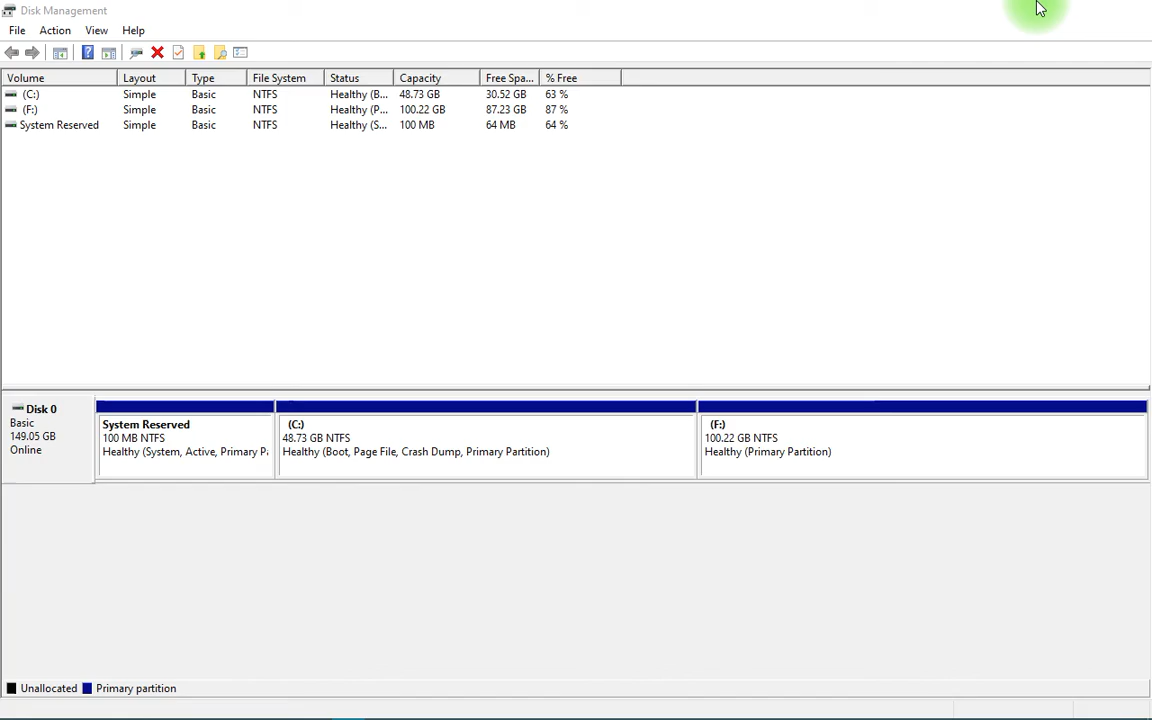 Disk Management
File Action View Help
Volume Layout Type File System Status Capacity Free Spa... % Free
(C:) Simple Basic NTFS Healthy (B... 48.73 GB 30.52 GB 63 %
(F:) Simple Basic NTFS Healthy (P... 100.22 GB 87.23 GB 87 %
System Reserved Simple Basic NTFS Healthy (S... 100 MB 64 MB 64 %
Disk 0
Basic
149.05 GB
Online
System Reserved
100 MB NTFS
Healthy (System, Active, Primary Pa
(C:)
48.73 GB NTFS
Healthy (Boot, Page File, Crash Dump, Primary Partition)
(F:)
100.22 GB NTFS
Healthy (Primary Partition)
Unallocated Primary partition